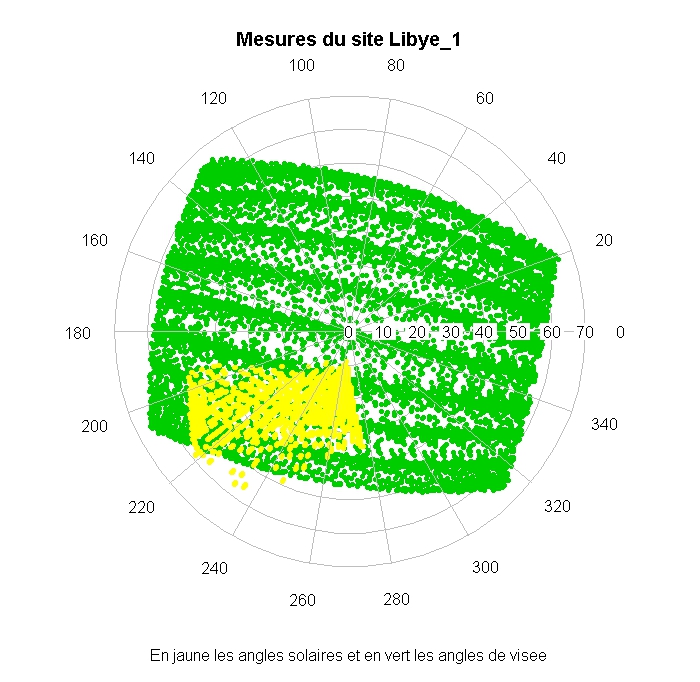 Mesures du site Libye_1
100 80
120 60
140 40
160 20
180 0 10 20 30 40 50 60 70 0
200 340
220 320
240 300
260 280
En jaune les angles solaires et en vert les angles de visee